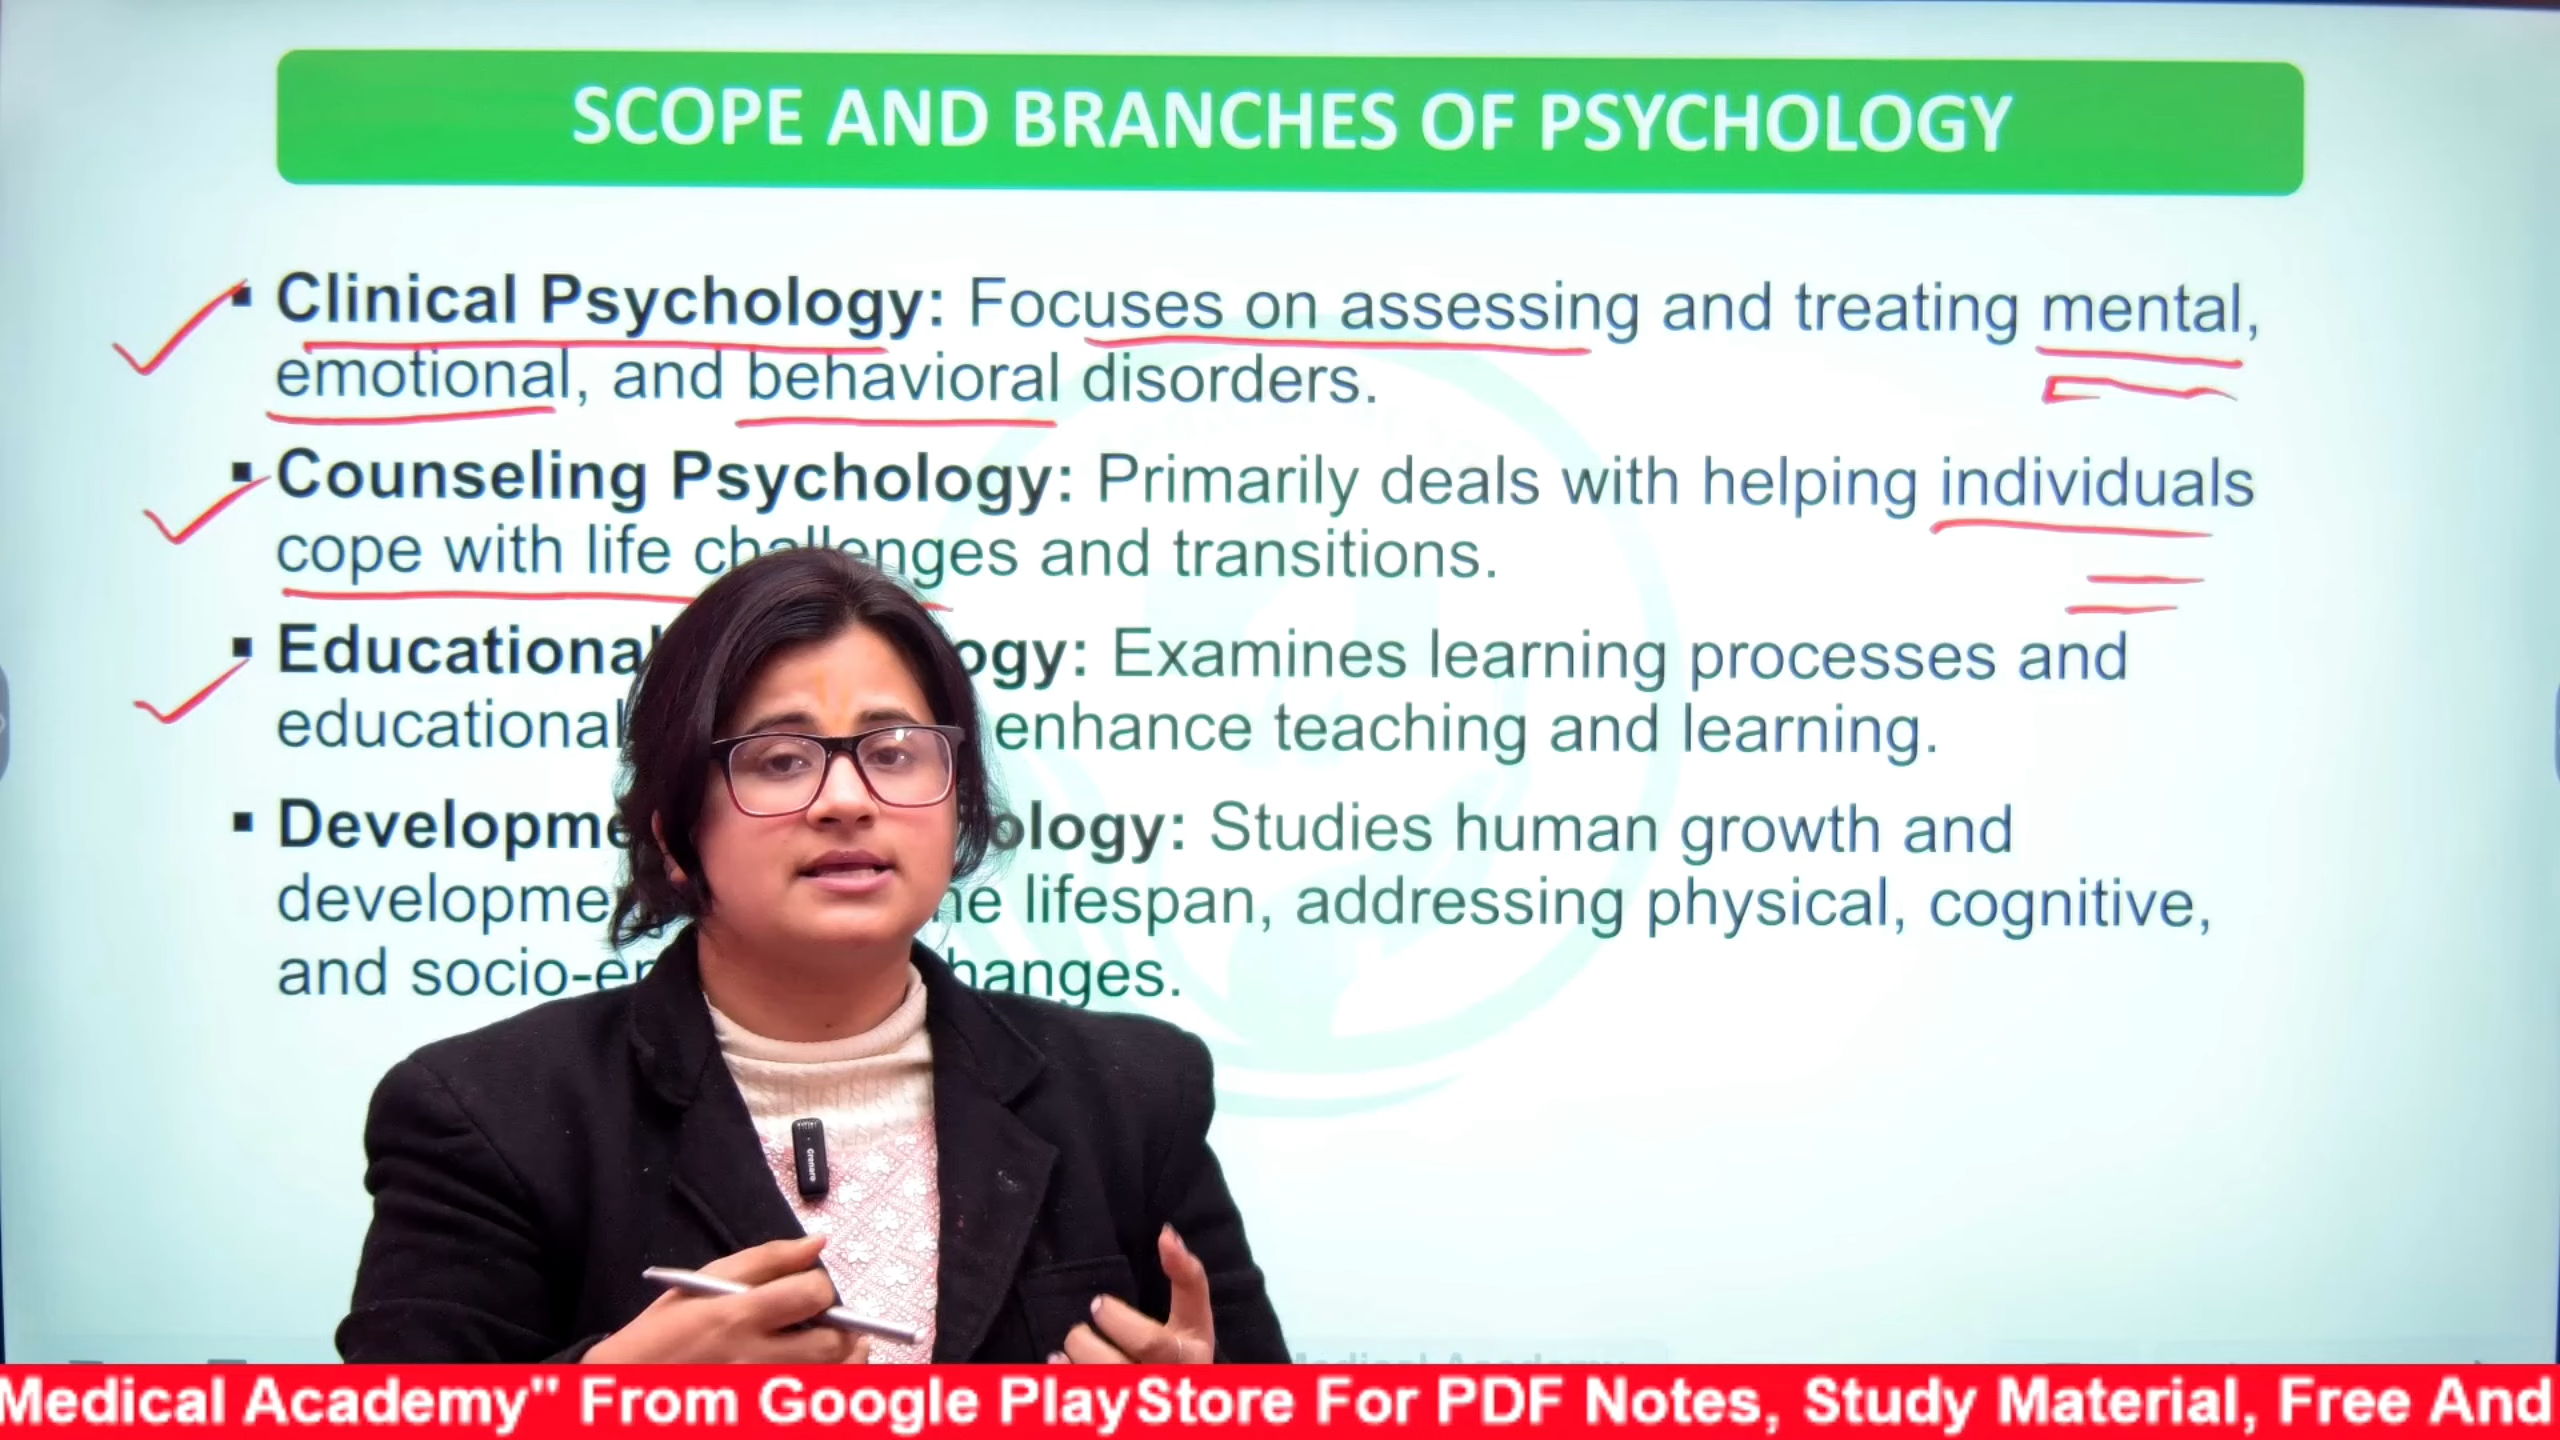 SCOPE AND BRANCHES OF PSYCHOLOGY
▪ Clinical Psychology: Focuses on assessing and treating mental,
emotional, and behavioral disorders.
▪ Counseling Psychology: Primarily deals with helping individuals
cope with life challenges and transitions.
▪ Educational ogy: Examines learning processes and
educational enhance teaching and learning.
▪ Developme ology: Studies human growth and
developmen he lifespan, addressing physical, cognitive,
and socio-e hanges.
Grenaro
Medical Academy" From Google PlayStore For PDF Notes, Study Material, Free And